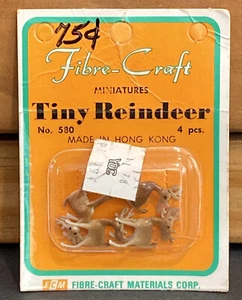 75¢
Fibre-Craft
MINIATURES
Tiny Reindeer
No. 580 4 pcs.
MADE IN HONG KONG
FCM FIBRE-CRAFT MATERIALS CORP.